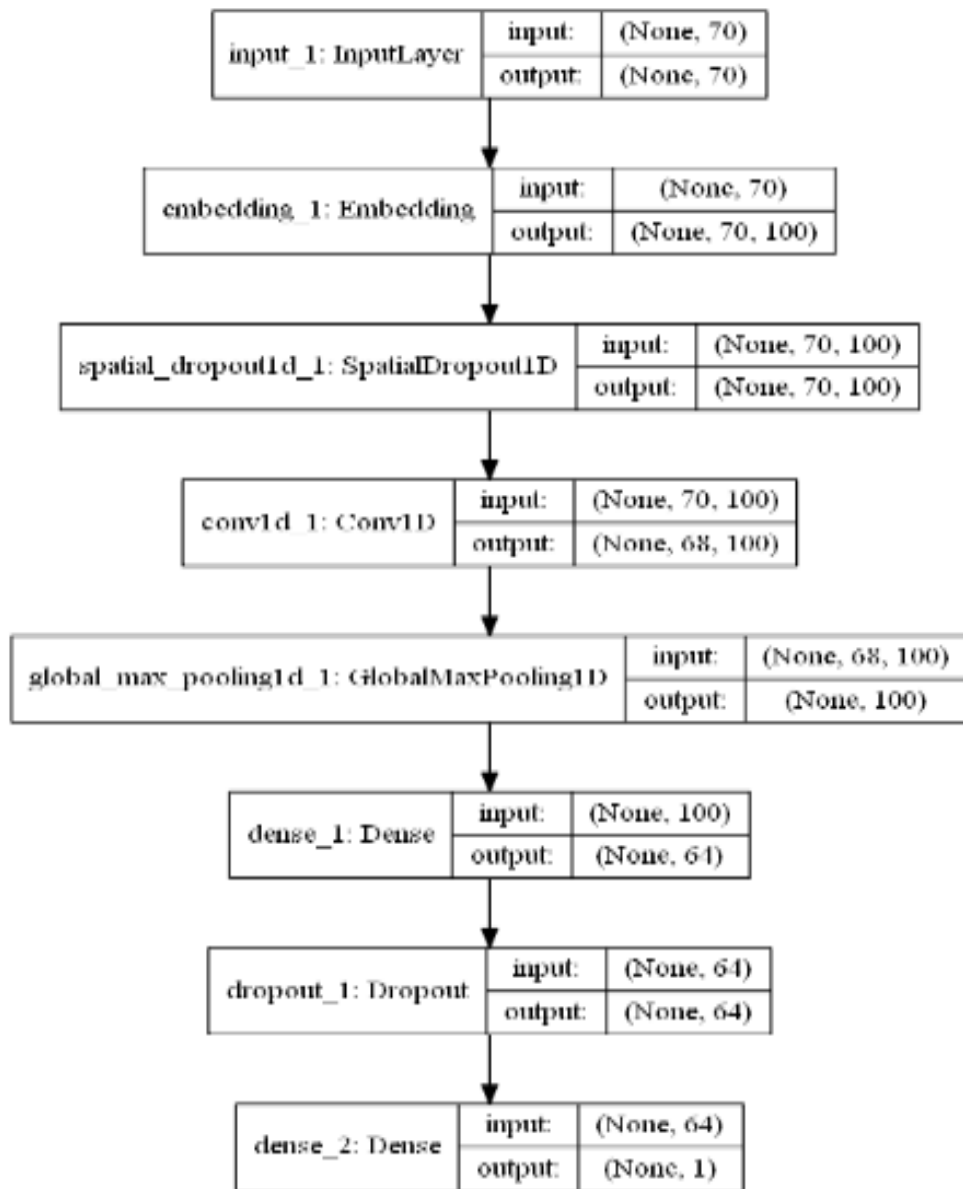 input_1: InputLayer
input: (None, 70)
output: (None, 70)
embedding_1: Embedding
input: (None, 70)
output: (None, 70, 100)
spatial_dropout1d_1: SpatialDropout1D
input: (None, 70, 100)
output: (None, 70, 100)
conv1d_1: Conv1D
input: (None, 70, 100)
output: (None, 68, 100)
global_max_pooling1d_1: GlobalMaxPooling1D
input: (None, 68, 100)
output: (None, 100)
dense_1: Dense
input: (None, 100)
output: (None, 64)
dropout_1: Dropout
input: (None, 64)
output: (None, 64)
dense_2: Dense
input: (None, 64)
output: (None, 1)